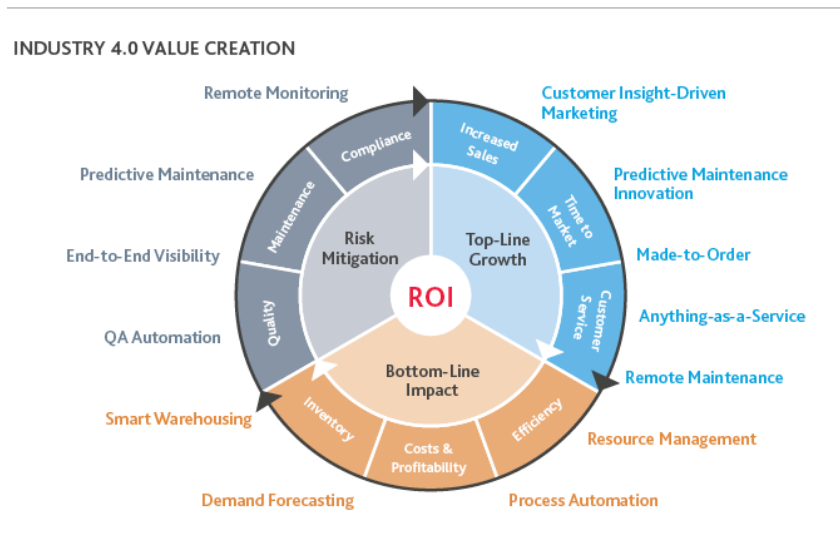 INDUSTRY 4.0 VALUE CREATION
Remote Monitoring
Customer Insight-Driven
Marketing
Compliance
Increased
Sales
Predictive Maintenance
Predictive Maintenance
Innovation
Maintenance
Time to
Market
Risk
Mitigation
Top-Line
Growth
End-to-End Visibility
Made-to-Order
ROI
Quality
Customer
Service
Anything-as-a-Service
QA Automation
Bottom-Line
Impact
Remote Maintenance
Smart Warehousing
Inventory
Costs &
Profitability
Efficiency
Resource Management
Demand Forecasting
Process Automation